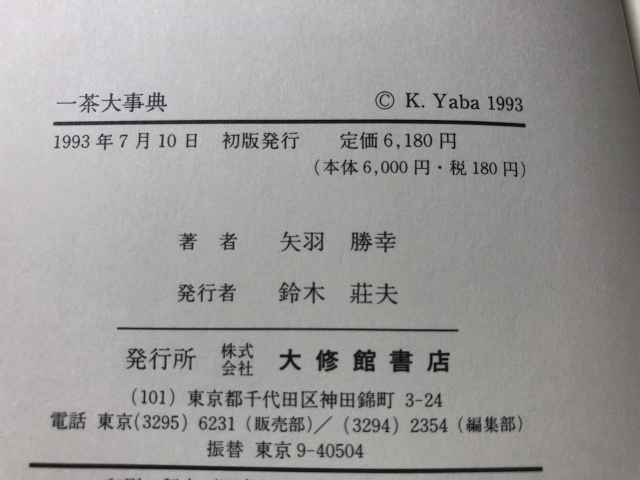 一茶大事典 © K. Yaba 1993
1993年7月10日 初版発行 定価6,180円
(本体6,000円・税180円)
著者 矢羽 勝幸
発行者 鈴木 荘夫
発行所 株式会社 大修館書店
(101) 東京都千代田区神田錦町 3-24
電話 東京(3295) 6231 (販売部)／ (3294) 2354 (編集部)
振替 東京9-40504